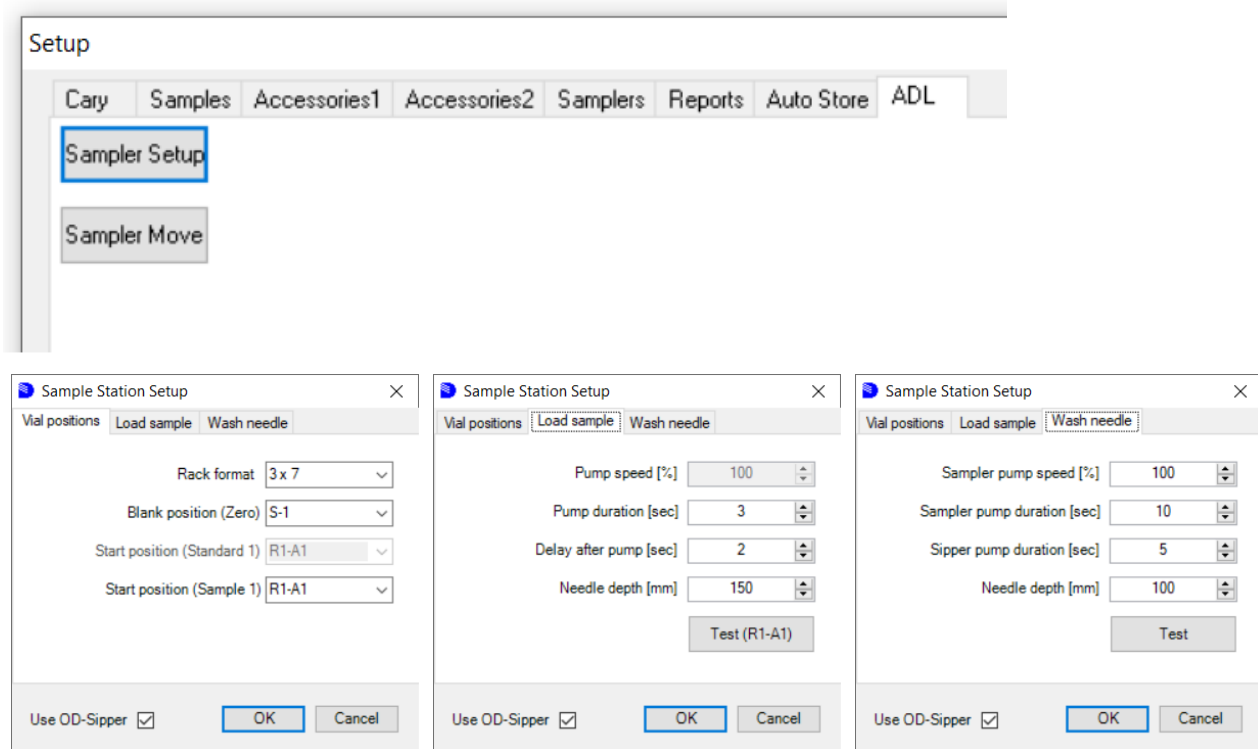 Setup
Cary Samples Accessories1 Accessories2 Samplers Reports Auto Store ADL
Sampler Setup
Sampler Move
Sample Station Setup
Vial positions Load sample Wash needle
Rack format 3 x 7
Blank position (Zero) S-1
Start position (Standard 1) R1-A1
Start position (Sample 1) R1-A1
Use OD-Sipper OK Cancel
Sample Station Setup
Vial positions Load sample Wash needle
Pump speed [%] 100
Pump duration [sec] 3
Delay after pump [sec] 2
Needle depth [mm] 150
Test (R1-A1)
Use OD-Sipper OK Cancel
Sample Station Setup
Vial positions Load sample Wash needle
Sampler pump speed [%] 100
Sampler pump duration [sec] 10
Sipper pump duration [sec] 5
Needle depth [mm] 100
Test
Use OD-Sipper OK Cancel